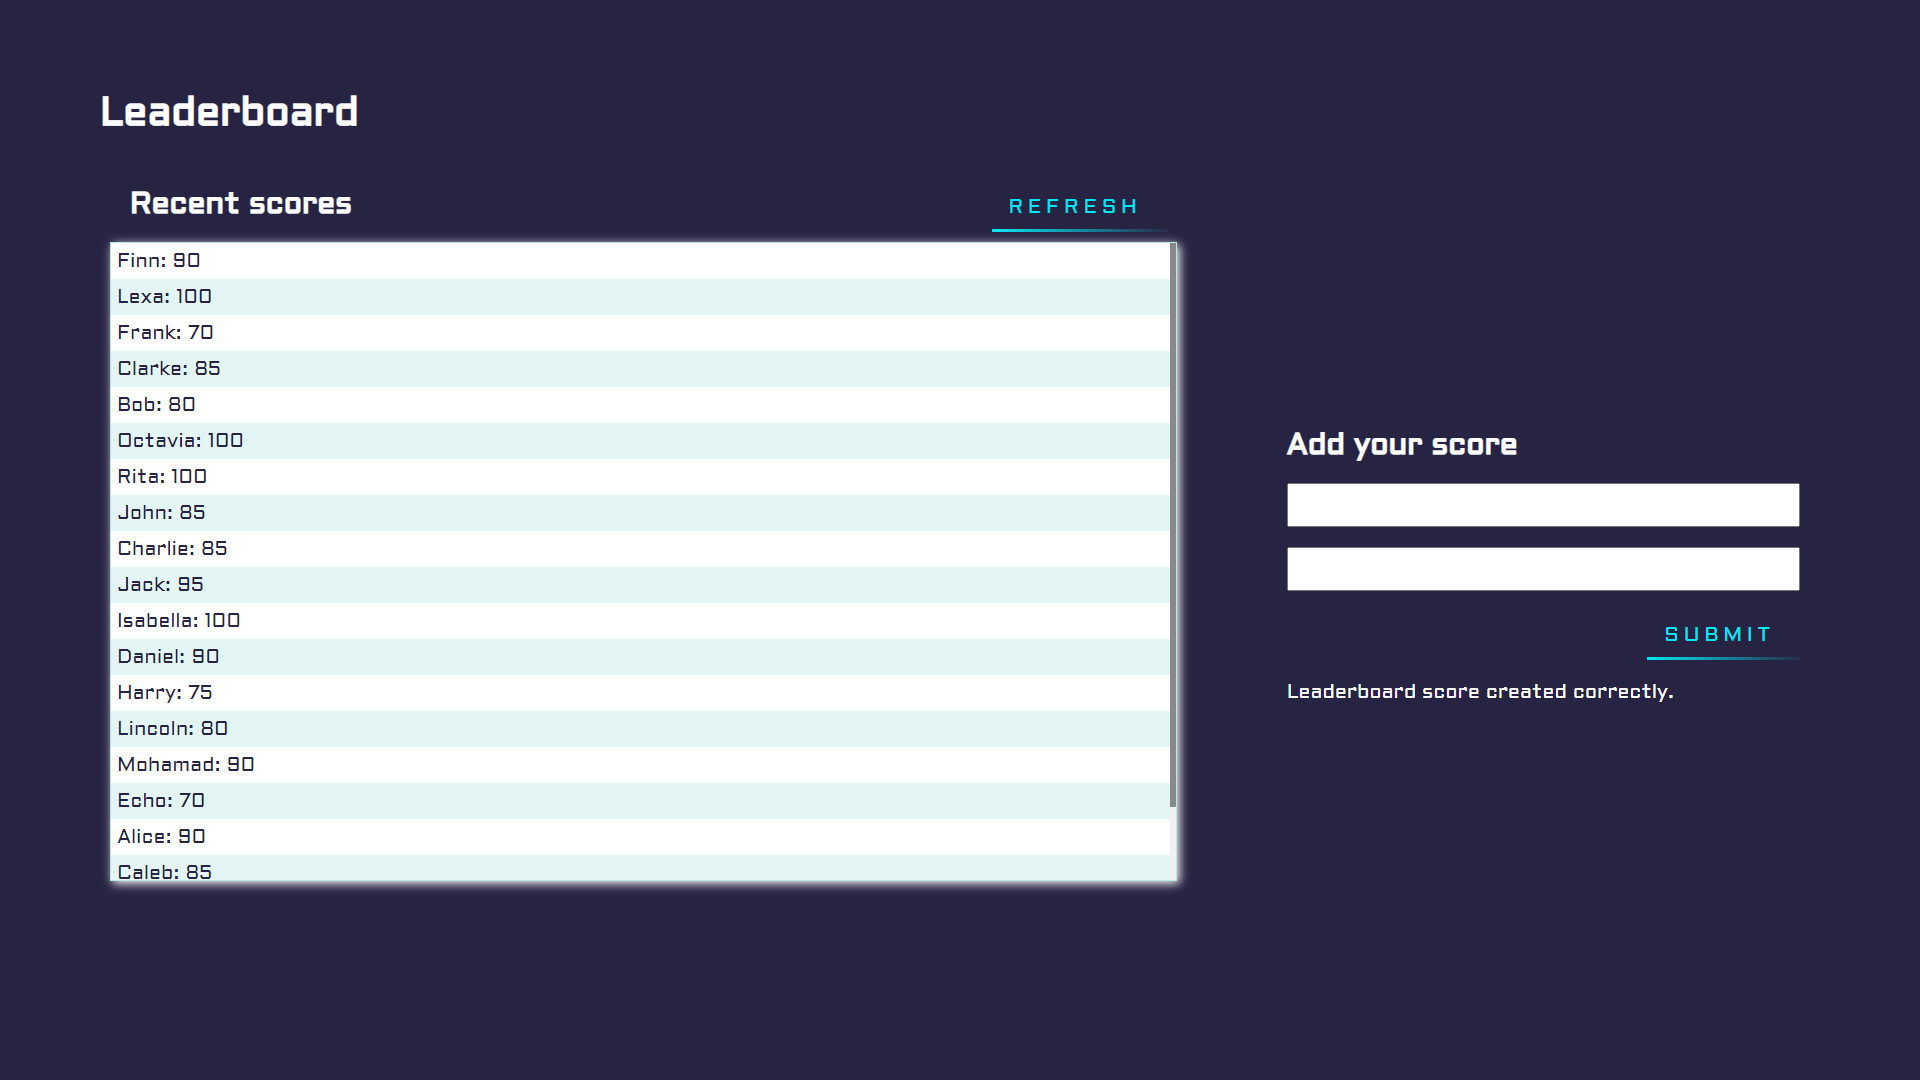 Leaderboard
Recent scores
REFRESH
Finn: 90
Lexa: 100
Frank: 70
Clarke: 85
Bob: 80
Octavia: 100
Rita: 100
John: 85
Charlie: 85
Jack: 95
Isabella: 100
Daniel: 90
Harry: 75
Lincoln: 80
Mohamad: 90
Echo: 70
Alice: 90
Caleb: 85
Add your score
SUBMIT
Leaderboard score created correctly.